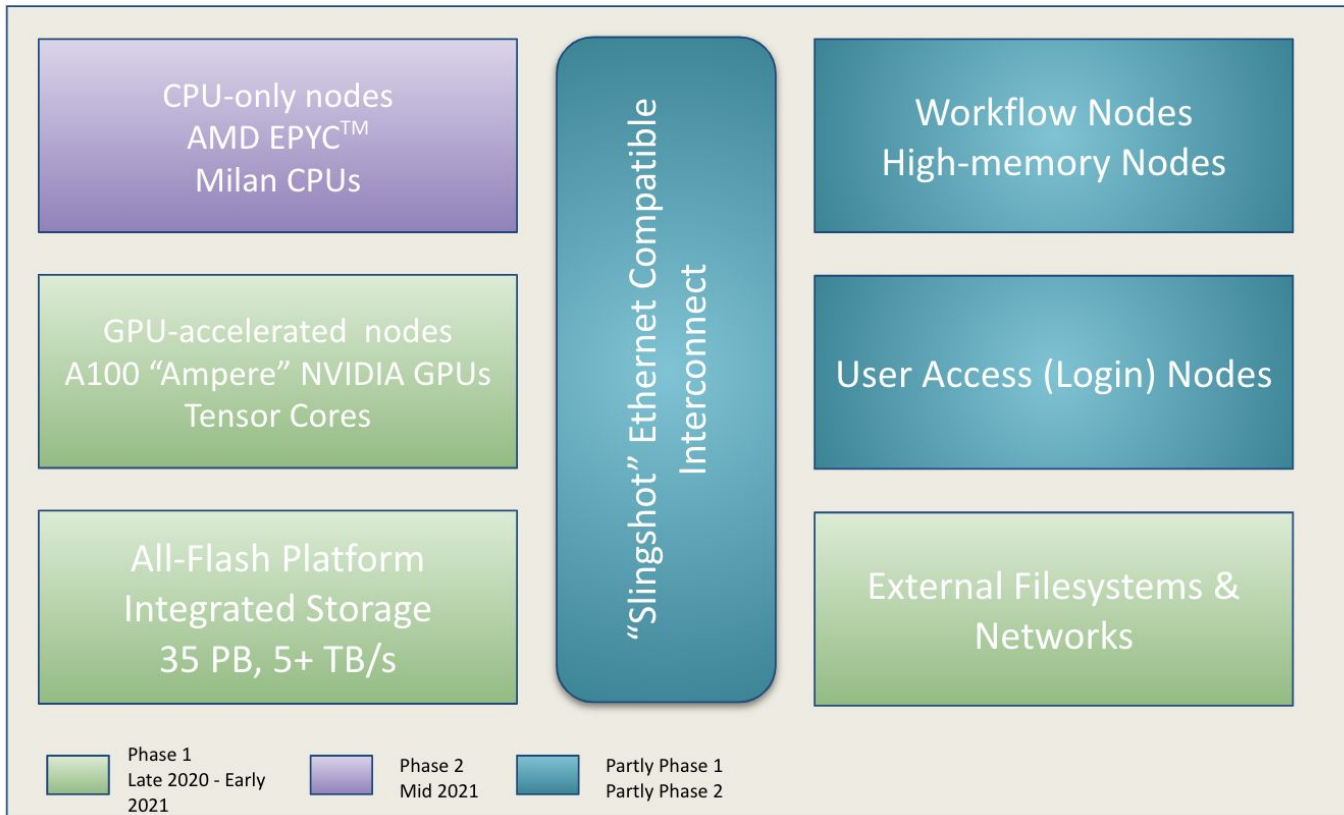 CPU-only nodes
AMD EPYC™
Milan CPUs
GPU-accelerated nodes
A100 “Ampere” NVIDIA GPUs
Tensor Cores
All-Flash Platform
Integrated Storage
35 PB, 5+ TB/s
“Slingshot” Ethernet Compatible
Interconnect
Workflow Nodes
High-memory Nodes
User Access (Login) Nodes
External Filesystems &
Networks
Phase 1
Late 2020 - Early
2021
Phase 2
Mid 2021
Partly Phase 1
Partly Phase 2